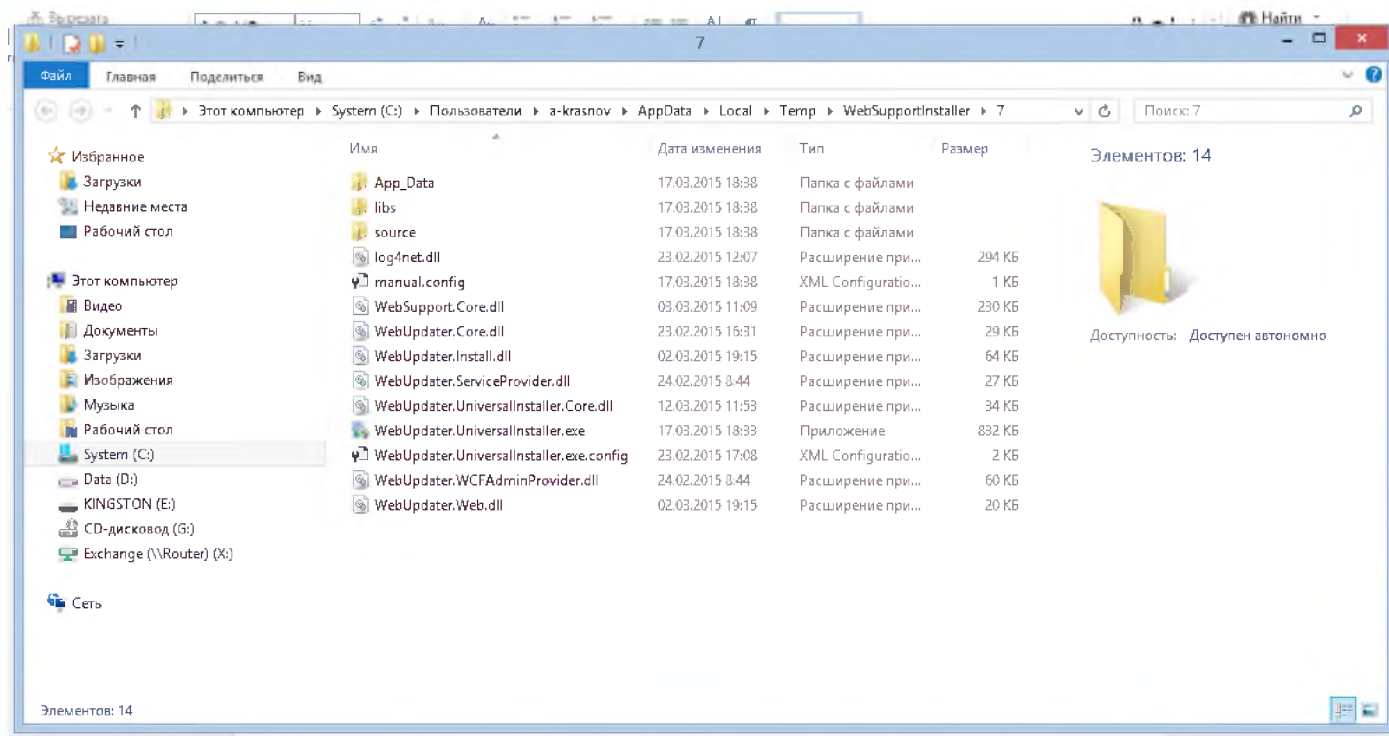 Вырезать
Найти
7
Файл Главная Поделиться Вид
Этот компьютер System (C:) Пользователи a-krasnov AppData Local Temp WebSupportInstaller 7 Поиск: 7
Избранное
Загрузки
Недавние места
Рабочий стол
Этот компьютер
Видео
Документы
Загрузки
Изображения
Музыка
Рабочий стол
System (C:)
Data (D:)
KINGSTON (E:)
CD-дисковод (G:)
Exchange (\\Router) (X:)
Сеть
Имя Дата изменения Тип Размер
App_Data 17.03.2015 18:38 Папка с файлами
libs 17.03.2015 18:38 Папка с файлами
source 17.03.2015 18:38 Папка с файлами
log4net.dll 23.02.2015 12:07 Расширение при... 294 КБ
manual.config 17.03.2015 18:38 XML Configuratio... 1 КБ
WebSupport.Core.dll 03.03.2015 11:09 Расширение при... 230 КБ
WebUpdater.Core.dll 23.02.2015 16:31 Расширение при... 29 КБ
WebUpdater.Install.dll 02.03.2015 19:15 Расширение при... 64 КБ
WebUpdater.ServiceProvider.dll 24.02.2015 8:44 Расширение при... 27 КБ
WebUpdater.UniversalInstaller.Core.dll 12.03.2015 11:53 Расширение при... 34 КБ
WebUpdater.UniversalInstaller.exe 17.03.2015 18:33 Приложение 832 КБ
WebUpdater.UniversalInstaller.exe.config 23.02.2015 17:08 XML Configuratio... 2 КБ
WebUpdater.WCFAdminProvider.dll 24.02.2015 8:44 Расширение при... 60 КБ
WebUpdater.Web.dll 02.03.2015 19:15 Расширение при... 20 КБ
Элементов: 14
Доступность: Доступен автономно
Элементов: 14